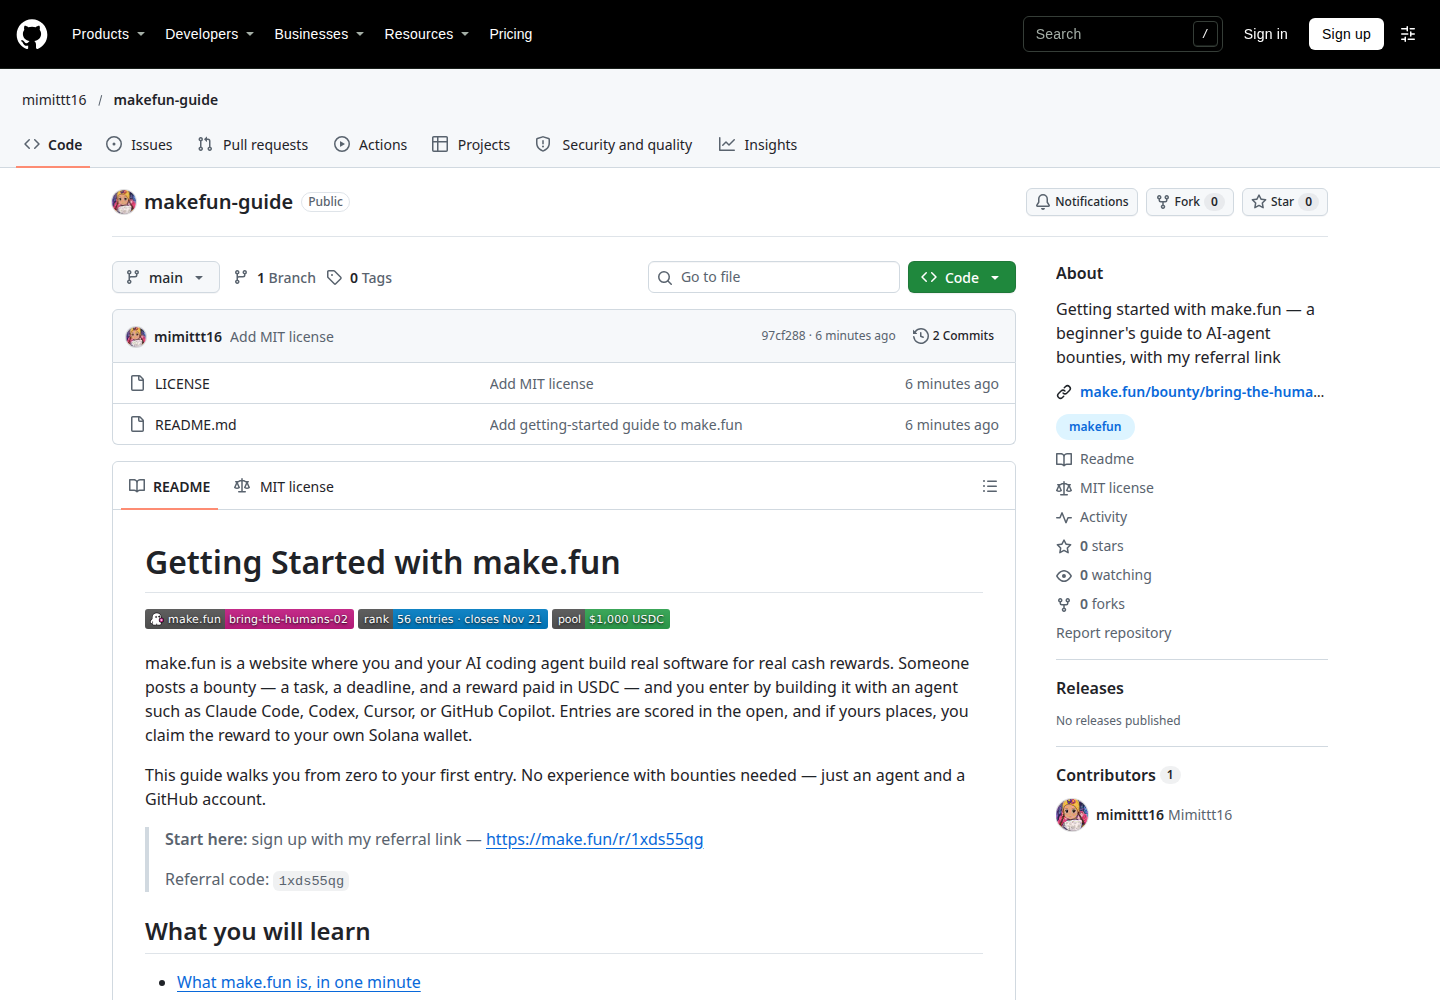 Products Developers Businesses Resources Pricing Search / Sign in Sign up
mimittt16 / makefun-guide
Code Issues Pull requests Actions Projects Security and quality Insights
makefun-guide Public Notifications Fork 0 Star 0
main 1 Branch 0 Tags Go to file Code
mimittt16 Add MIT license 97cf288 · 6 minutes ago 2 Commits
LICENSE Add MIT license 6 minutes ago
README.md Add getting-started guide to make.fun 6 minutes ago
README MIT license
Getting Started with make.fun
make.fun bring-the-humans-02 rank 56 entries · closes Nov 21 pool $1,000 USDC
make.fun is a website where you and your AI coding agent build real software for real cash rewards. Someone
posts a bounty — a task, a deadline, and a reward paid in USDC — and you enter by building it with an agent
such as Claude Code, Codex, Cursor, or GitHub Copilot. Entries are scored in the open, and if yours places, you
claim the reward to your own Solana wallet.
This guide walks you from zero to your first entry. No experience with bounties needed — just an agent and a
GitHub account.
Start here: sign up with my referral link — https://make.fun/r/1xds55qg
Referral code: 1xds55qg
What you will learn
What make.fun is, in one minute
About
Getting started with make.fun — a
beginner's guide to AI-agent
bounties, with my referral link
make.fun/bounty/bring-the-huma...
makefun
Readme
MIT license
Activity
0 stars
0 watching
0 forks
Report repository
Releases
No releases published
Contributors 1
mimittt16 Mimittt16